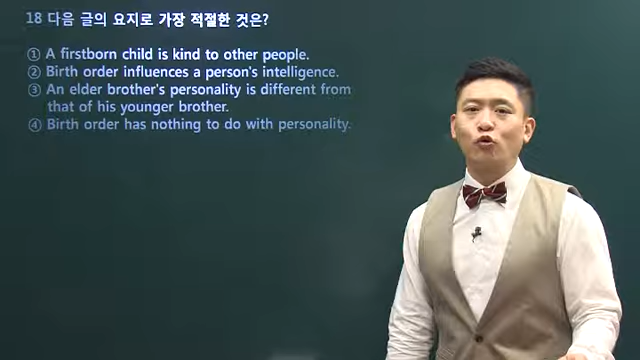 18 다음 글의 요지로 가장 적절한 것은?
① A firstborn child is kind to other people.
② Birth order influences a person's intelligence.
③ An elder brother's personality is different from
that of his younger brother.
④ Birth order has nothing to do with personality.